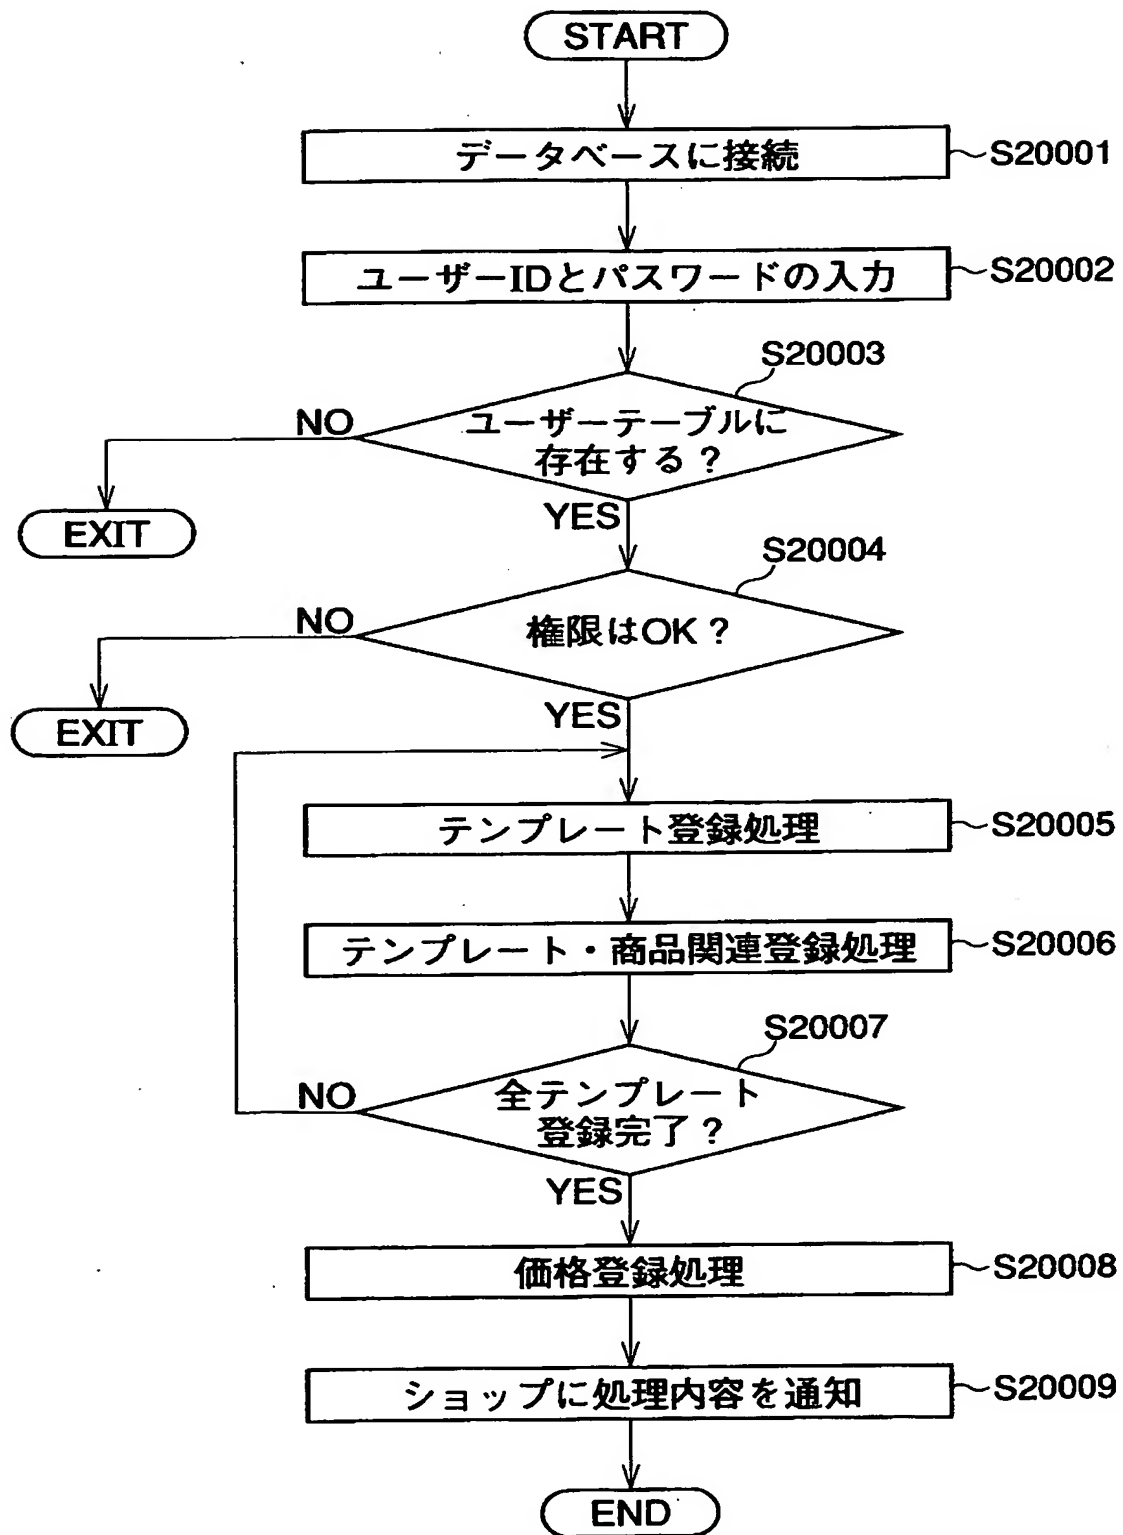 START
データベースに接続
S20001
ユーザーIDとパスワードの入力
S20002
S20003
ユーザーテーブルに
存在する？
NO
EXIT
YES
S20004
権限はOK？
NO
EXIT
YES
テンプレート登録処理
S20005
テンプレート・商品関連登録処理
S20006
S20007
全テンプレート
登録完了？
NO
YES
価格登録処理
S20008
ショップに処理内容を通知
S20009
END